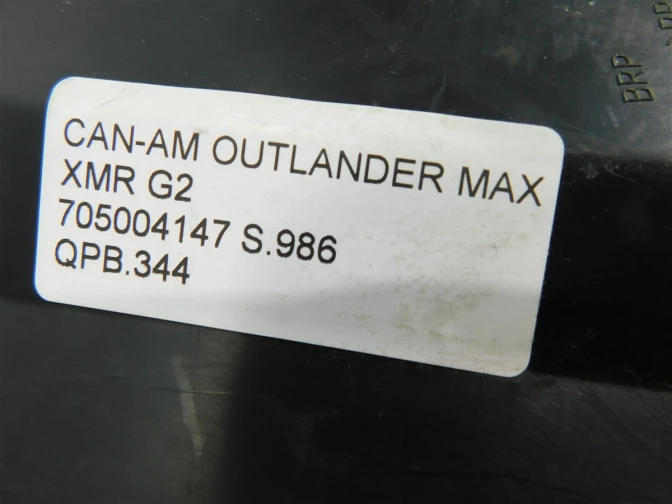 CAN-AM OUTLANDER MAX
XMR G2
705004147 S.986
QPB.344
BRP